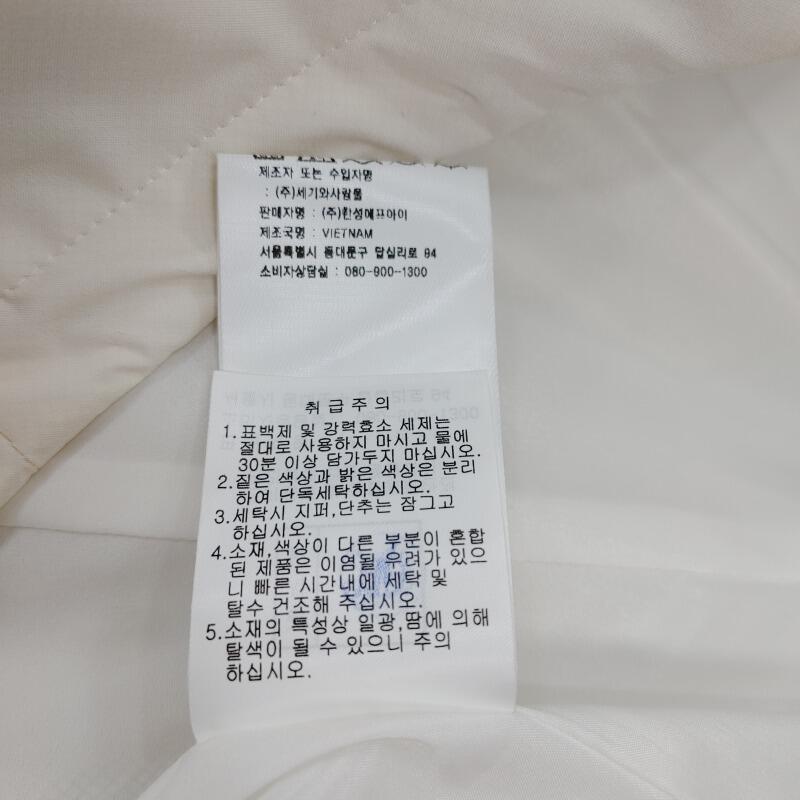 제조자 또는 수입자명
: (주)세기와사람들
판매자명 : (주)한성에프아이
제조국명 : VIETNAM
서울특별시 동대문구 답십리로 94
소비자상담실 : 080-900-1300
취급주의
1.표백제 및 강력효소 세제는
절대로 사용하지 마시고 물에
30분 이상 담가두지 마십시오.
2.짙은 색상과 밝은 색상은 분리
하여 단독세탁하십시오.
3.세탁시 지퍼,단추는 잠그고
하십시오.
4.소재,색상이 다른 부분이 혼합
된 제품은 이염될 우려가 있으
니 빠른 시간내에 세탁 및
탈수 건조해 주십시오.
5.소재의 특성상 일광,땀에 의해
탈색이 될 수 있으니 주의
하십시오.